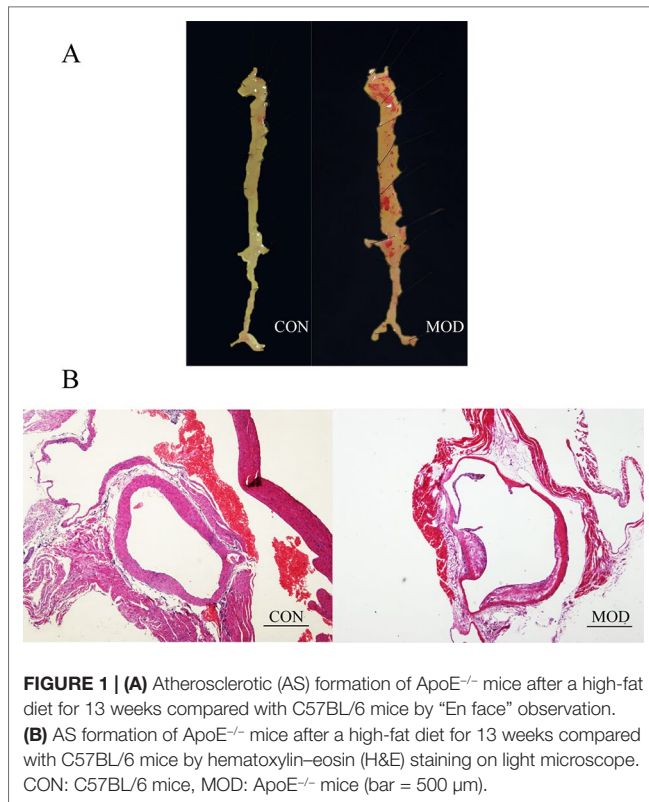 A
CON
MOD
B
CON
MOD
FIGURE 1 | (A) Atherosclerotic (AS) formation of ApoE−/− mice after a high-fat
diet for 13 weeks compared with C57BL/6 mice by “En face” observation.
(B) AS formation of ApoE−/− mice after a high-fat diet for 13 weeks compared
with C57BL/6 mice by hematoxylin–eosin (H&E) staining on light microscope.
CON: C57BL/6 mice, MOD: ApoE−/− mice (bar = 500 µm).